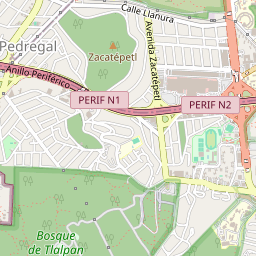 Calle Llanura
Pedregal
Zacatépetl
Avenida Zacatépetl
Anillo Periférico
PERIF N1
PERIF N2
Bosque
de Tlalpan